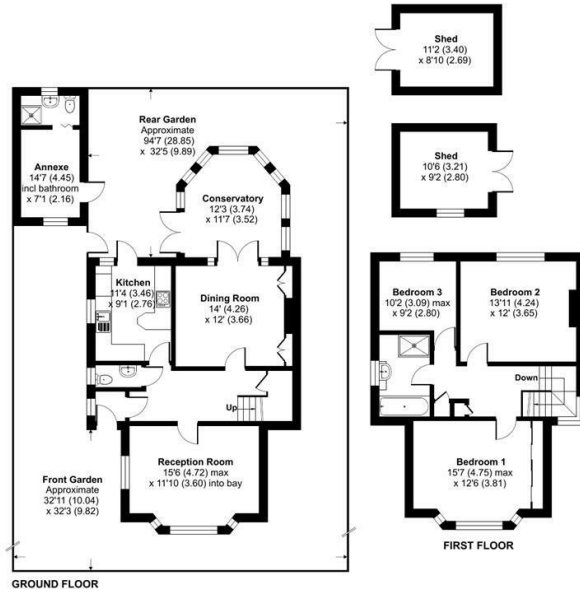 Shed
11'2 (3.40)
x 8'10 (2.69)
Shed
10'6 (3.21)
x 9'2 (2.80)
Rear Garden
Approximate
94'7 (28.85)
x 32'5 (9.89)
Annexe
14'7 (4.45)
incl bathroom
x 7'1 (2.16)
Conservatory
12'3 (3.74)
x 11'7 (3.52)
Kitchen
11'4 (3.46)
x 9'1 (2.76)
Dining Room
14' (4.26)
x 12' (3.66)
Up
Reception Room
15'6 (4.72) max
x 11'10 (3.60) into bay
Front Garden
Approximate
32'11 (10.04)
x 32'3 (9.82)
GROUND FLOOR
Bedroom 3
10'2 (3.09) max
x 9'2 (2.80)
Bedroom 2
13'11 (4.24)
x 12' (3.65)
Down
Bedroom 1
15'7 (4.75) max
x 12'6 (3.81)
FIRST FLOOR